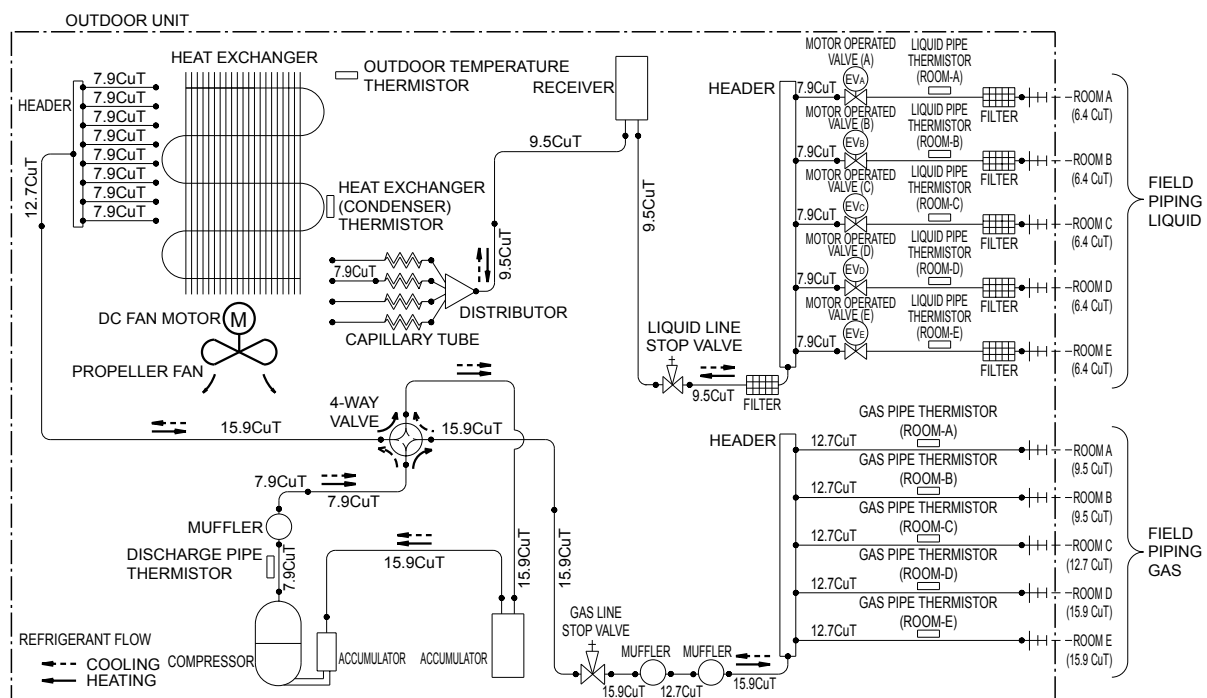 OUTDOOR UNIT
HEAT EXCHANGER
HEADER
7.9CuT
7.9CuT
7.9CuT
7.9CuT
7.9CuT
7.9CuT
7.9CuT
7.9CuT
12.7CuT
OUTDOOR TEMPERATURE
THERMISTOR
HEAT EXCHANGER
(CONDENSER)
THERMISTOR
RECEIVER
9.5CuT
9.5CuT
9.5CuT
7.9CuT
DISTRIBUTOR
CAPILLARY TUBE
DC FAN MOTOR
M
PROPELLER FAN
LIQUID LINE
STOP VALVE
9.5CuT
FILTER
HEADER
MOTOR OPERATED
VALVE (A)
LIQUID PIPE
THERMISTOR
(ROOM-A)
7.9CuT
EVA
FILTER
ROOM A
(6.4 CuT)
MOTOR OPERATED
VALVE (B)
LIQUID PIPE
THERMISTOR
(ROOM-B)
7.9CuT
EVB
FILTER
ROOM B
(6.4 CuT)
MOTOR OPERATED
VALVE (C)
LIQUID PIPE
THERMISTOR
(ROOM-C)
7.9CuT
EVC
FILTER
ROOM C
(6.4 CuT)
MOTOR OPERATED
VALVE (D)
LIQUID PIPE
THERMISTOR
(ROOM-D)
7.9CuT
EVD
FILTER
ROOM D
(6.4 CuT)
MOTOR OPERATED
VALVE (E)
LIQUID PIPE
THERMISTOR
(ROOM-E)
7.9CuT
EVE
FILTER
ROOM E
(6.4 CuT)
FIELD
PIPING
LIQUID
4-WAY
VALVE
15.9CuT
15.9CuT
7.9CuT
7.9CuT
MUFFLER
DISCHARGE PIPE
THERMISTOR
7.9CuT
15.9CuT
15.9CuT
15.9CuT
REFRIGERANT FLOW
COOLING
HEATING
COMPRESSOR
ACCUMULATOR
ACCUMULATOR
GAS LINE
STOP VALVE
MUFFLER
MUFFLER
15.9CuT
12.7CuT
15.9CuT
HEADER
GAS PIPE THERMISTOR
(ROOM-A)
12.7CuT
ROOM A
(9.5 CuT)
GAS PIPE THERMISTOR
(ROOM-B)
12.7CuT
ROOM B
(9.5 CuT)
GAS PIPE THERMISTOR
(ROOM-C)
12.7CuT
ROOM C
(12.7 CuT)
GAS PIPE THERMISTOR
(ROOM-D)
12.7CuT
ROOM D
(15.9 CuT)
GAS PIPE THERMISTOR
(ROOM-E)
12.7CuT
ROOM E
(15.9 CuT)
FIELD
PIPING
GAS